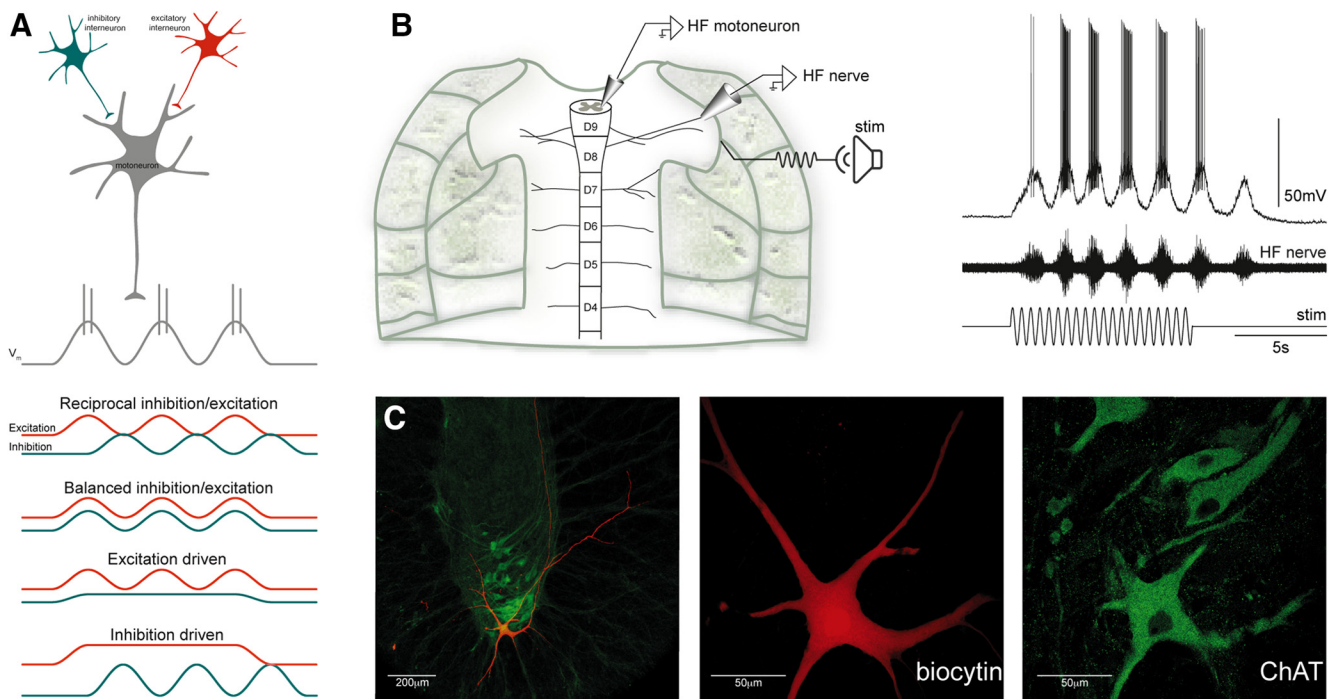 A
inhibitory
interneuron
excitatory
interneuron
motoneuron
Vm
Reciprocal inhibition/excitation
Excitation
Inhibition
Balanced inhibition/excitation
Excitation driven
Inhibition driven
B
HF motoneuron
HF nerve
stim
D9
D8
D7
D6
D5
D4
50mV
HF nerve
stim
5s
C
200μm
50μm
biocytin
50μm
ChAT